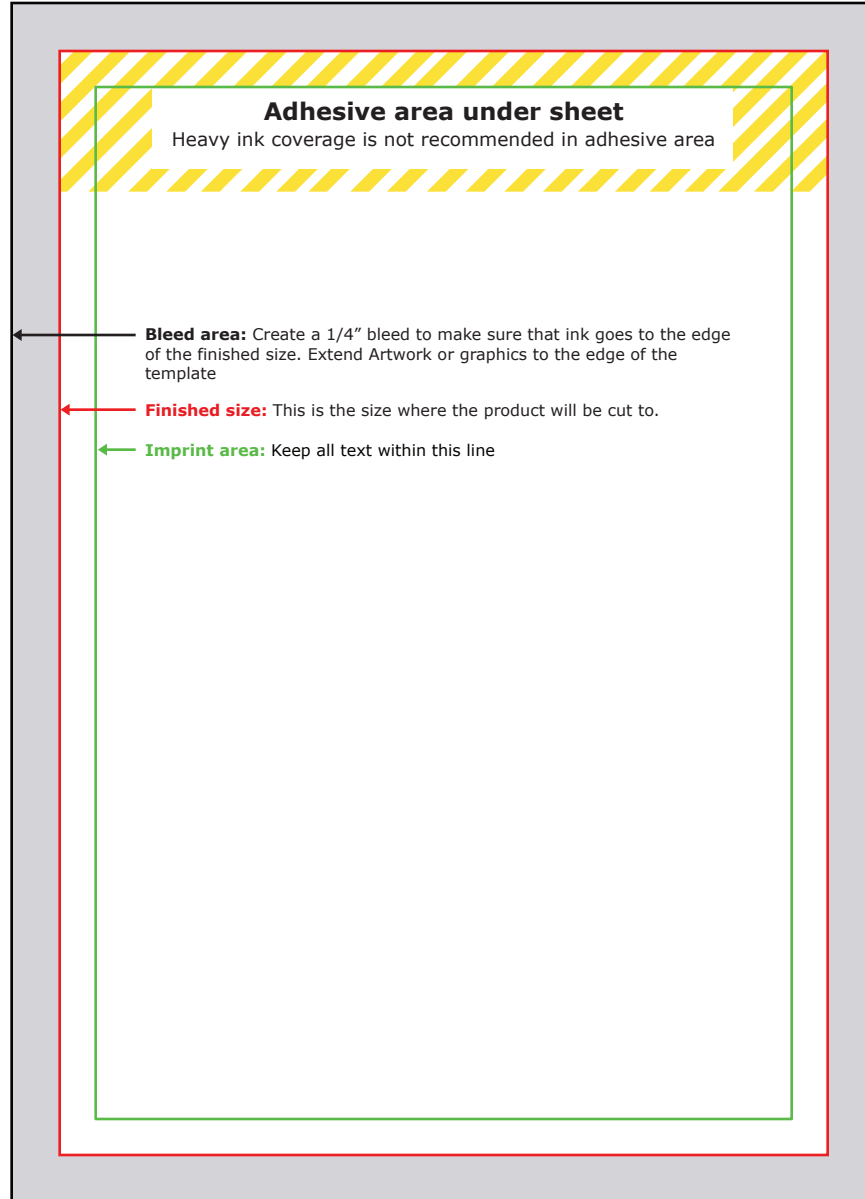 Adhesive area under sheet
Heavy ink coverage is not recommended in adhesive area
Bleed area: Create a 1/4” bleed to make sure that ink goes to the edge
of the finished size. Extend Artwork or graphics to the edge of the
template
Finished size: This is the size where the product will be cut to.
Imprint area: Keep all text within this line